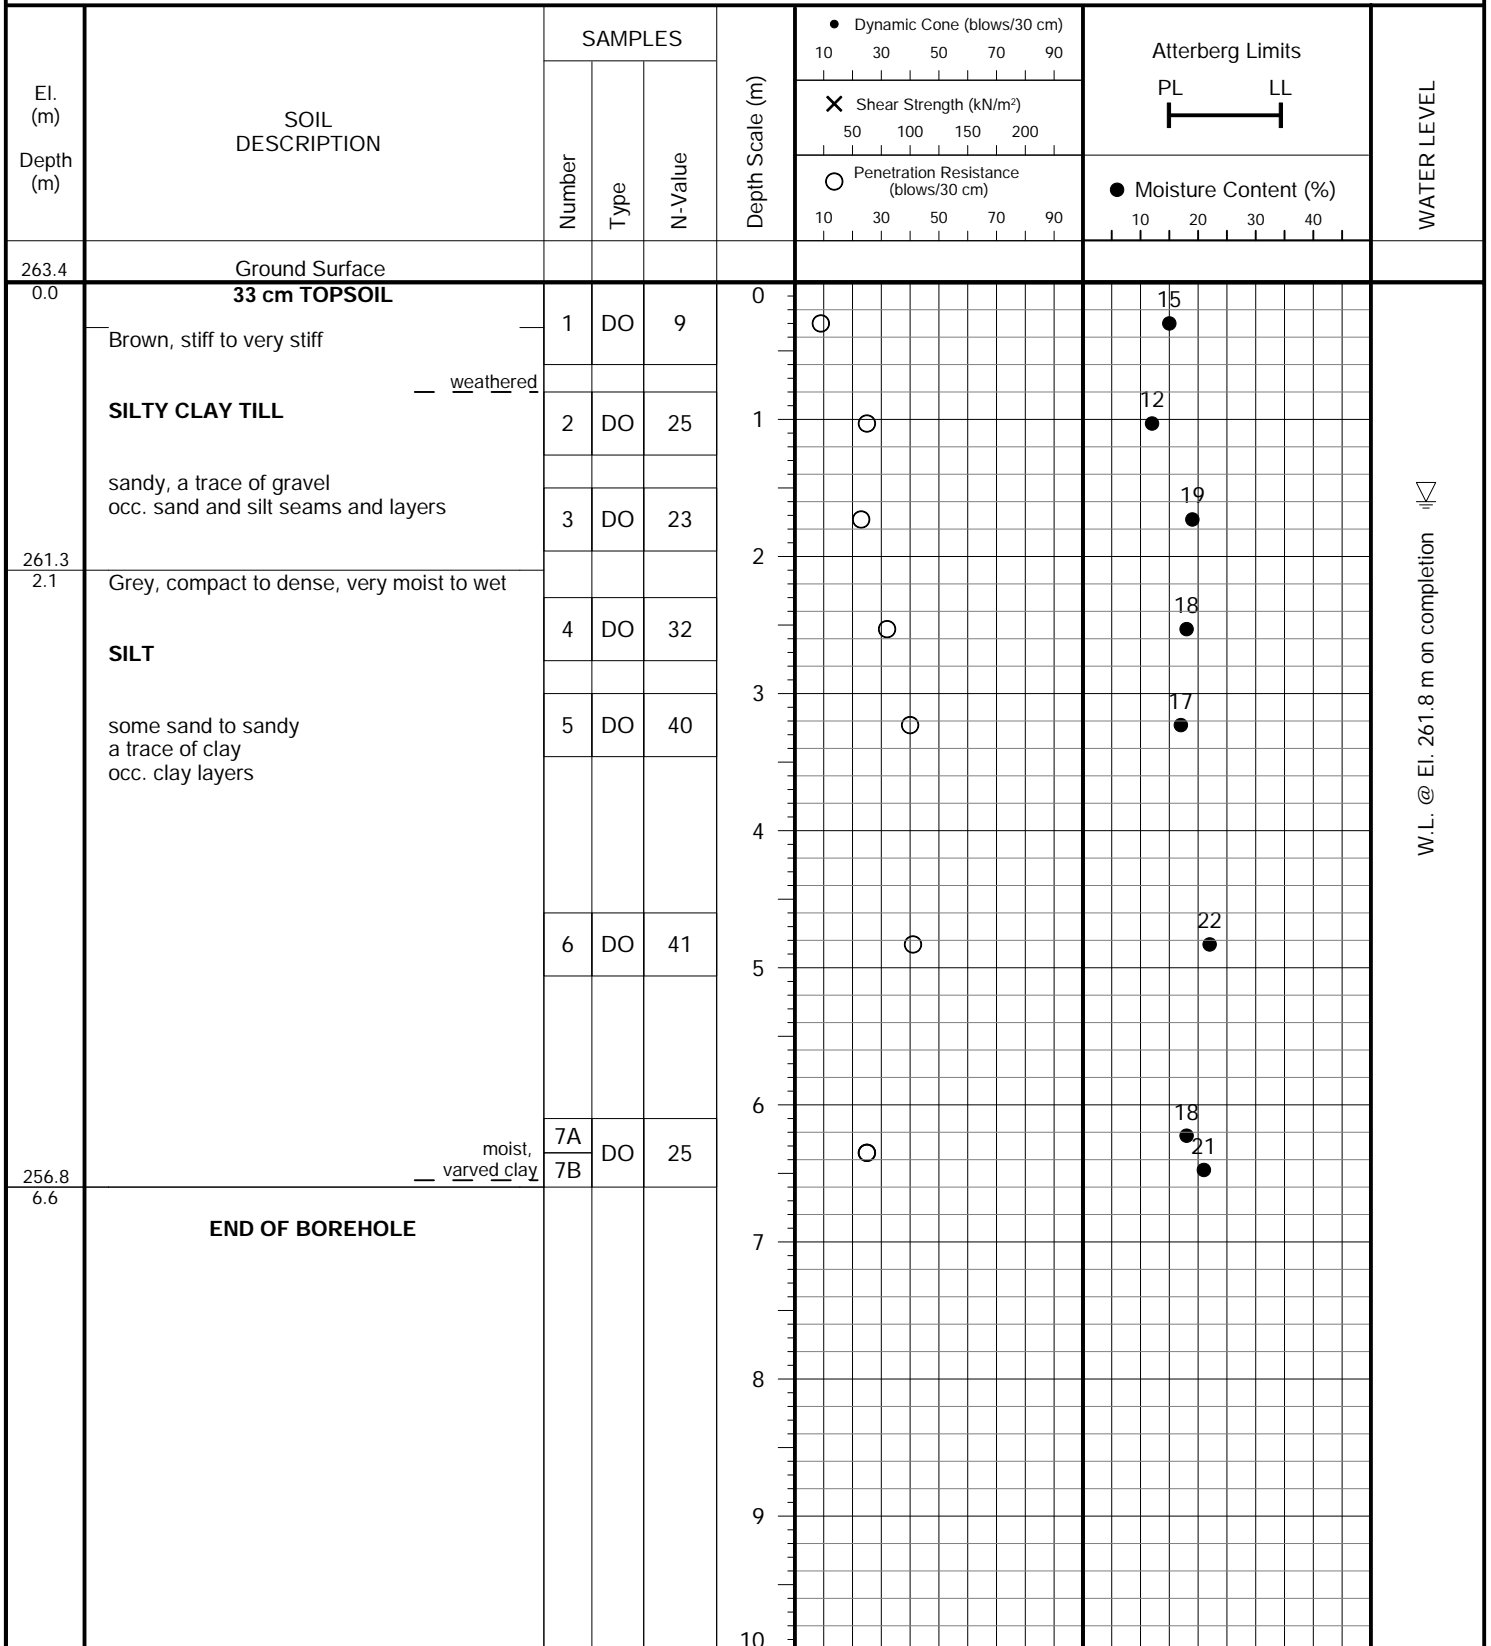 El.
(m)
Depth
(m)
SOIL
DESCRIPTION
SAMPLES
Number
Type
N-Value
Depth Scale (m)
Dynamic Cone (blows/30 cm)
10 30 50 70 90
Shear Strength (kN/m²)
50 100 150 200
Penetration Resistance
(blows/30 cm)
10 30 50 70 90
Atterberg Limits
PL LL
Moisture Content (%)
10 20 30 40
WATER LEVEL
263.4 Ground Surface
0.0 33 cm TOPSOIL 0
15
1 DO 9
Brown, stiff to very stiff
weathered
SILTY CLAY TILL
12
2 DO 25 1
sandy, a trace of gravel
occ. sand and silt seams and layers
19
3 DO 23
261.3
2
2.1 Grey, compact to dense, very moist to wet
18
4 DO 32
SILT
3
17
5 DO 40
some sand to sandy
a trace of clay
occ. clay layers
W.L. @ El. 261.8 m on completion
4
22
6 DO 41
5
6
18
7A
moist,
DO 25
21
varved clay
7B
256.8
6.6
END OF BOREHOLE
7
8
9
10